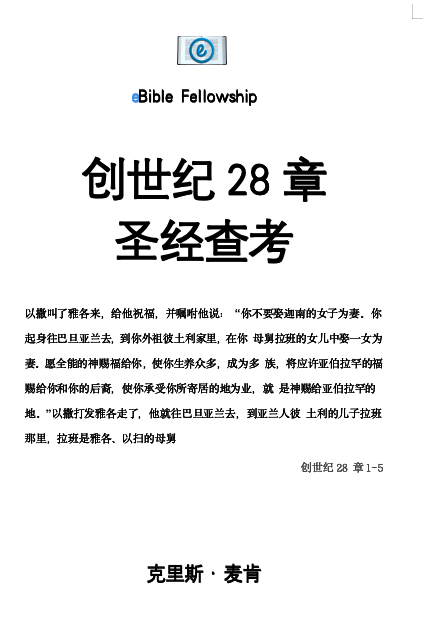 e
eBible Fellowship
创世纪 28 章
圣经查考
以撒叫了雅各来，给他祝福，并嘱咐他说：“你不要娶迦南的女子为妻．你
起身往巴旦亚兰去，到你外祖彼土利家里，在你 母舅拉班的女儿中娶一女为
妻．愿全能的神赐福给你，使你生养众多，成为多 族，将应许亚伯拉罕的福
赐给你和你的后裔，使你承受你所寄居的地为业，就 是神赐给亚伯拉罕的
地．”以撒打发雅各走了，他就往巴旦亚兰去，到亚兰人彼 土利的儿子拉班
那里，拉班是雅各、以扫的母舅
创世纪 28 章 1-5
克里斯 · 麦肯